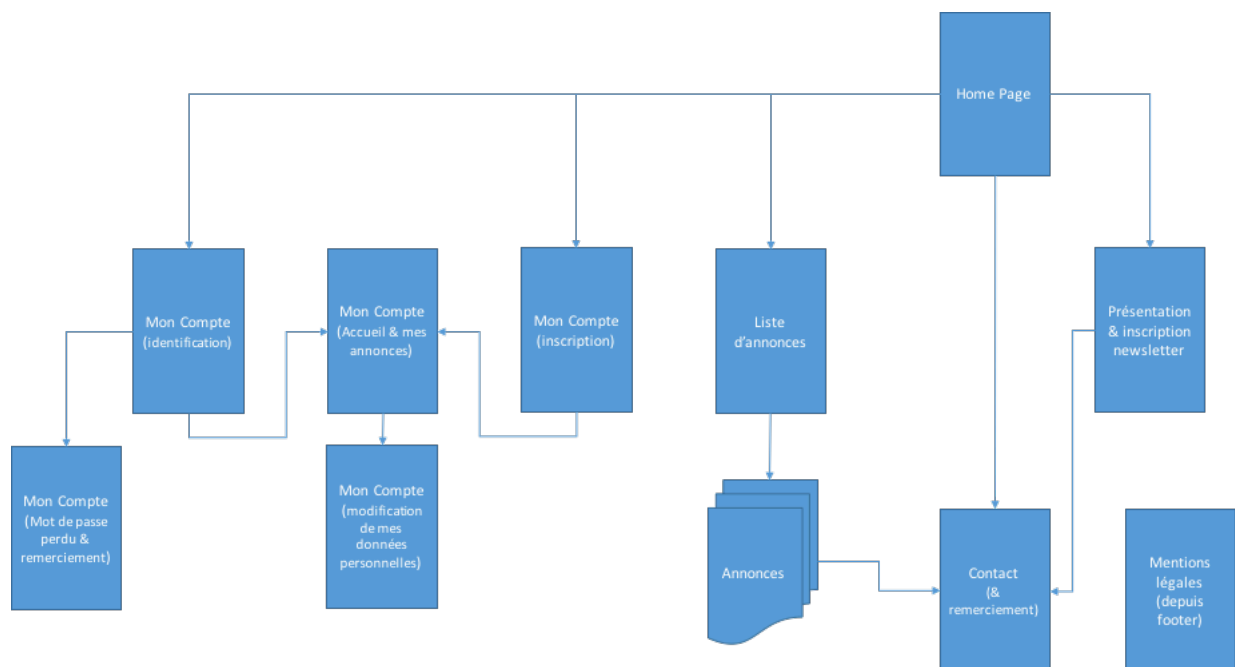 Home Page
Mon Compte
(identification)
Mon Compte
(Accueil & mes
annonces)
Mon Compte
(inscription)
Liste
d'annonces
Présentation
& inscription
newsletter
Mon Compte
(Mot de passe
perdu &
remerciement)
Mon Compte
(modification
de mes
données
personnelles)
Annonces
Contact
(&
remerciement)
Mentions
légales
(depuis
footer)